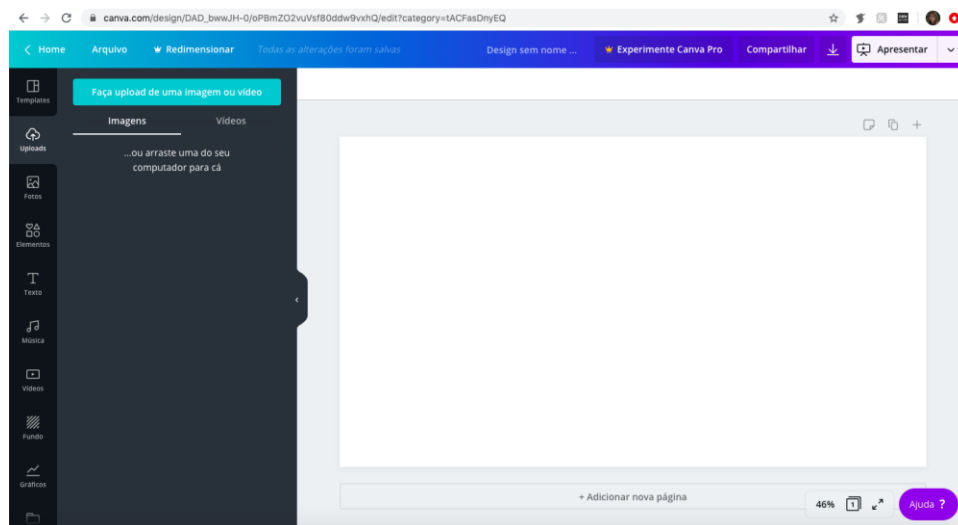 canva.com/design/DAD_bwwJH-0/oPBmZO2vuVsf80ddw9vxhQ/edit?category=tACFasDnyEQ
Home
Arquivo
Redimensionar
Todas as alterações foram salvas
Design sem nome ...
Experimente Canva Pro
Compartilhar
Apresentar
Templates
Uploads
Fotos
Elementos
Texto
Música
Vídeos
Fundo
Gráficos
Faça upload de uma imagem ou vídeo
Imagens
Vídeos
...ou arraste uma do seu
computador para cá
+ Adicionar nova página
46%
1
Ajuda ?